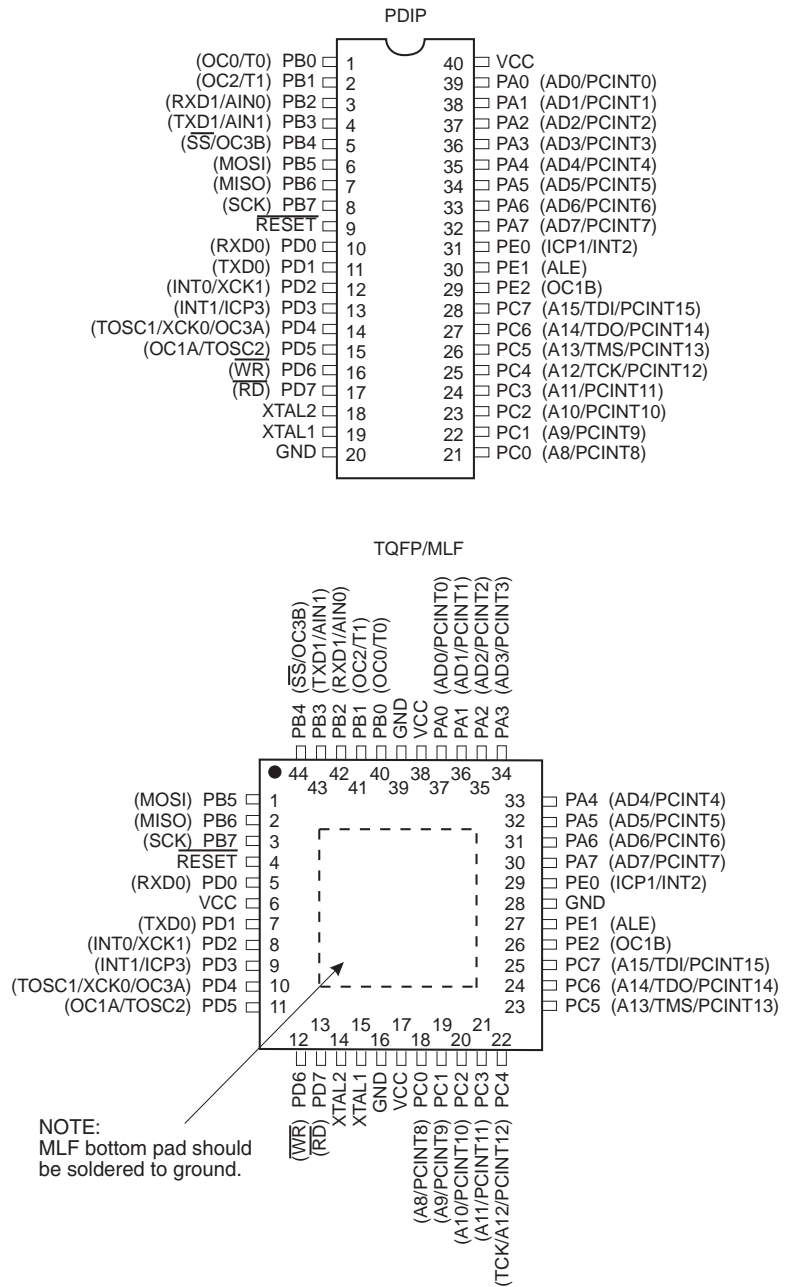 PDIP
(OC0/T0) PB0 1 40 VCC
(OC2/T1) PB1 2 39 PA0 (AD0/PCINT0)
(RXD1/AIN0) PB2 3 38 PA1 (AD1/PCINT1)
(TXD1/AIN1) PB3 4 37 PA2 (AD2/PCINT2)
(SS/OC3B) PB4 5 36 PA3 (AD3/PCINT3)
(MOSI) PB5 6 35 PA4 (AD4/PCINT4)
(MISO) PB6 7 34 PA5 (AD5/PCINT5)
(SCK) PB7 8 33 PA6 (AD6/PCINT6)
RESET 9 32 PA7 (AD7/PCINT7)
(RXD0) PD0 10 31 PE0 (ICP1/INT2)
(TXD0) PD1 11 30 PE1 (ALE)
(INT0/XCK1) PD2 12 29 PE2 (OC1B)
(INT1/ICP3) PD3 13 28 PC7 (A15/TDI/PCINT15)
(TOSC1/XCK0/OC3A) PD4 14 27 PC6 (A14/TDO/PCINT14)
(OC1A/TOSC2) PD5 15 26 PC5 (A13/TMS/PCINT13)
(WR) PD6 16 25 PC4 (A12/TCK/PCINT12)
(RD) PD7 17 24 PC3 (A11/PCINT11)
XTAL2 18 23 PC2 (A10/PCINT10)
XTAL1 19 22 PC1 (A9/PCINT9)
GND 20 21 PC0 (A8/PCINT8)
TQFP/MLF
PB4 (SS/OC3B)
PB3 (TXD1/AIN1)
PB2 (RXD1/AIN0)
PB1 (OC2/T1)
PB0 (OC0/T0)
GND
VCC
PA0 (AD0/PCINT0)
PA1 (AD1/PCINT1)
PA2 (AD2/PCINT2)
PA3 (AD3/PCINT3)
44 42 40 38 36 34
43 41 39 37 35
(MOSI) PB5 1 33 PA4 (AD4/PCINT4)
(MISO) PB6 2 32 PA5 (AD5/PCINT5)
(SCK) PB7 3 31 PA6 (AD6/PCINT6)
RESET 4 30 PA7 (AD7/PCINT7)
(RXD0) PD0 5 29 PE0 (ICP1/INT2)
VCC 6 28 GND
(TXD0) PD1 7 27 PE1 (ALE)
(INT0/XCK1) PD2 8 26 PE2 (OC1B)
(INT1/ICP3) PD3 9 25 PC7 (A15/TDI/PCINT15)
(TOSC1/XCK0/OC3A) PD4 10 24 PC6 (A14/TDO/PCINT14)
(OC1A/TOSC2) PD5 11 23 PC5 (A13/TMS/PCINT13)
13 15 17 19 21
12 14 16 18 20 22
(WR) PD6
(RD) PD7
XTAL2
XTAL1
GND
VCC
(A8/PCINT8) PC0
(A9/PCINT9) PC1
(A10/PCINT10) PC2
(A11/PCINT11) PC3
(TCK/A12/PCINT12) PC4
NOTE:
MLF bottom pad should
be soldered to ground.